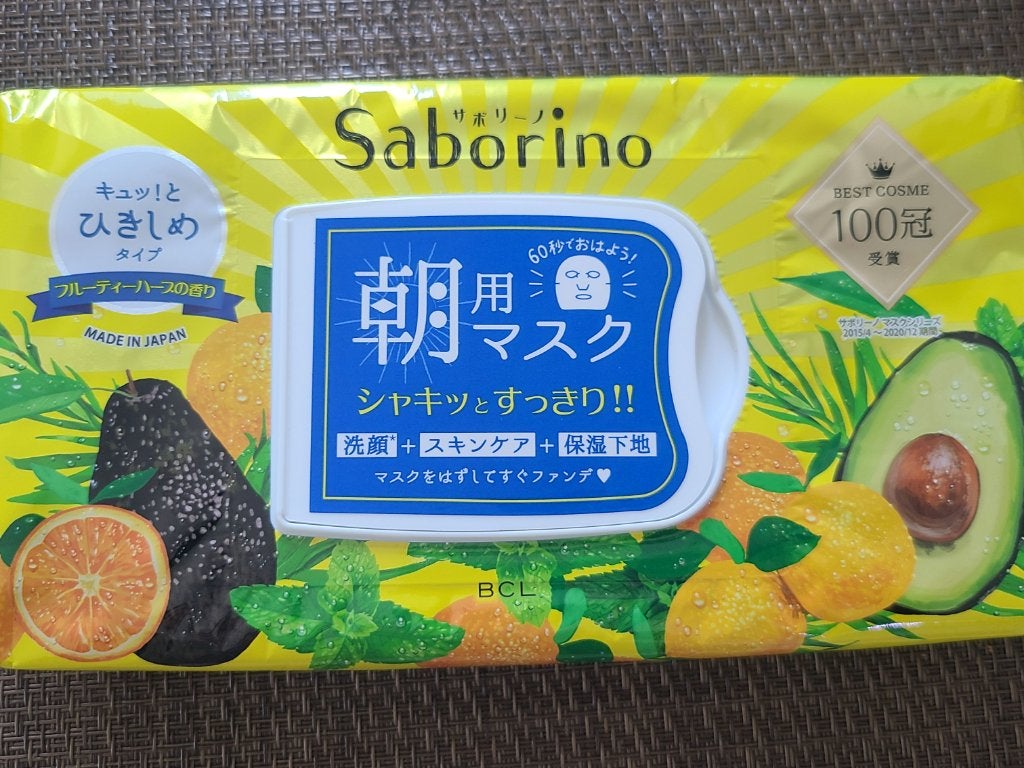 サボリーノ
Saborino
キュッ!と
ひきしめ
タイプ
フルーティーハーブの香り
MADE IN JAPAN
60秒でおはよう!
朝用
マスク
シャキッとすっきり!!
洗顔*+スキンケア+保湿下地
マスクをはずしてすぐファンデ♥
BEST COSME
100冠
受賞
サボリーノ マスクシリーズ
2015/4～2020/12 期間
BCL